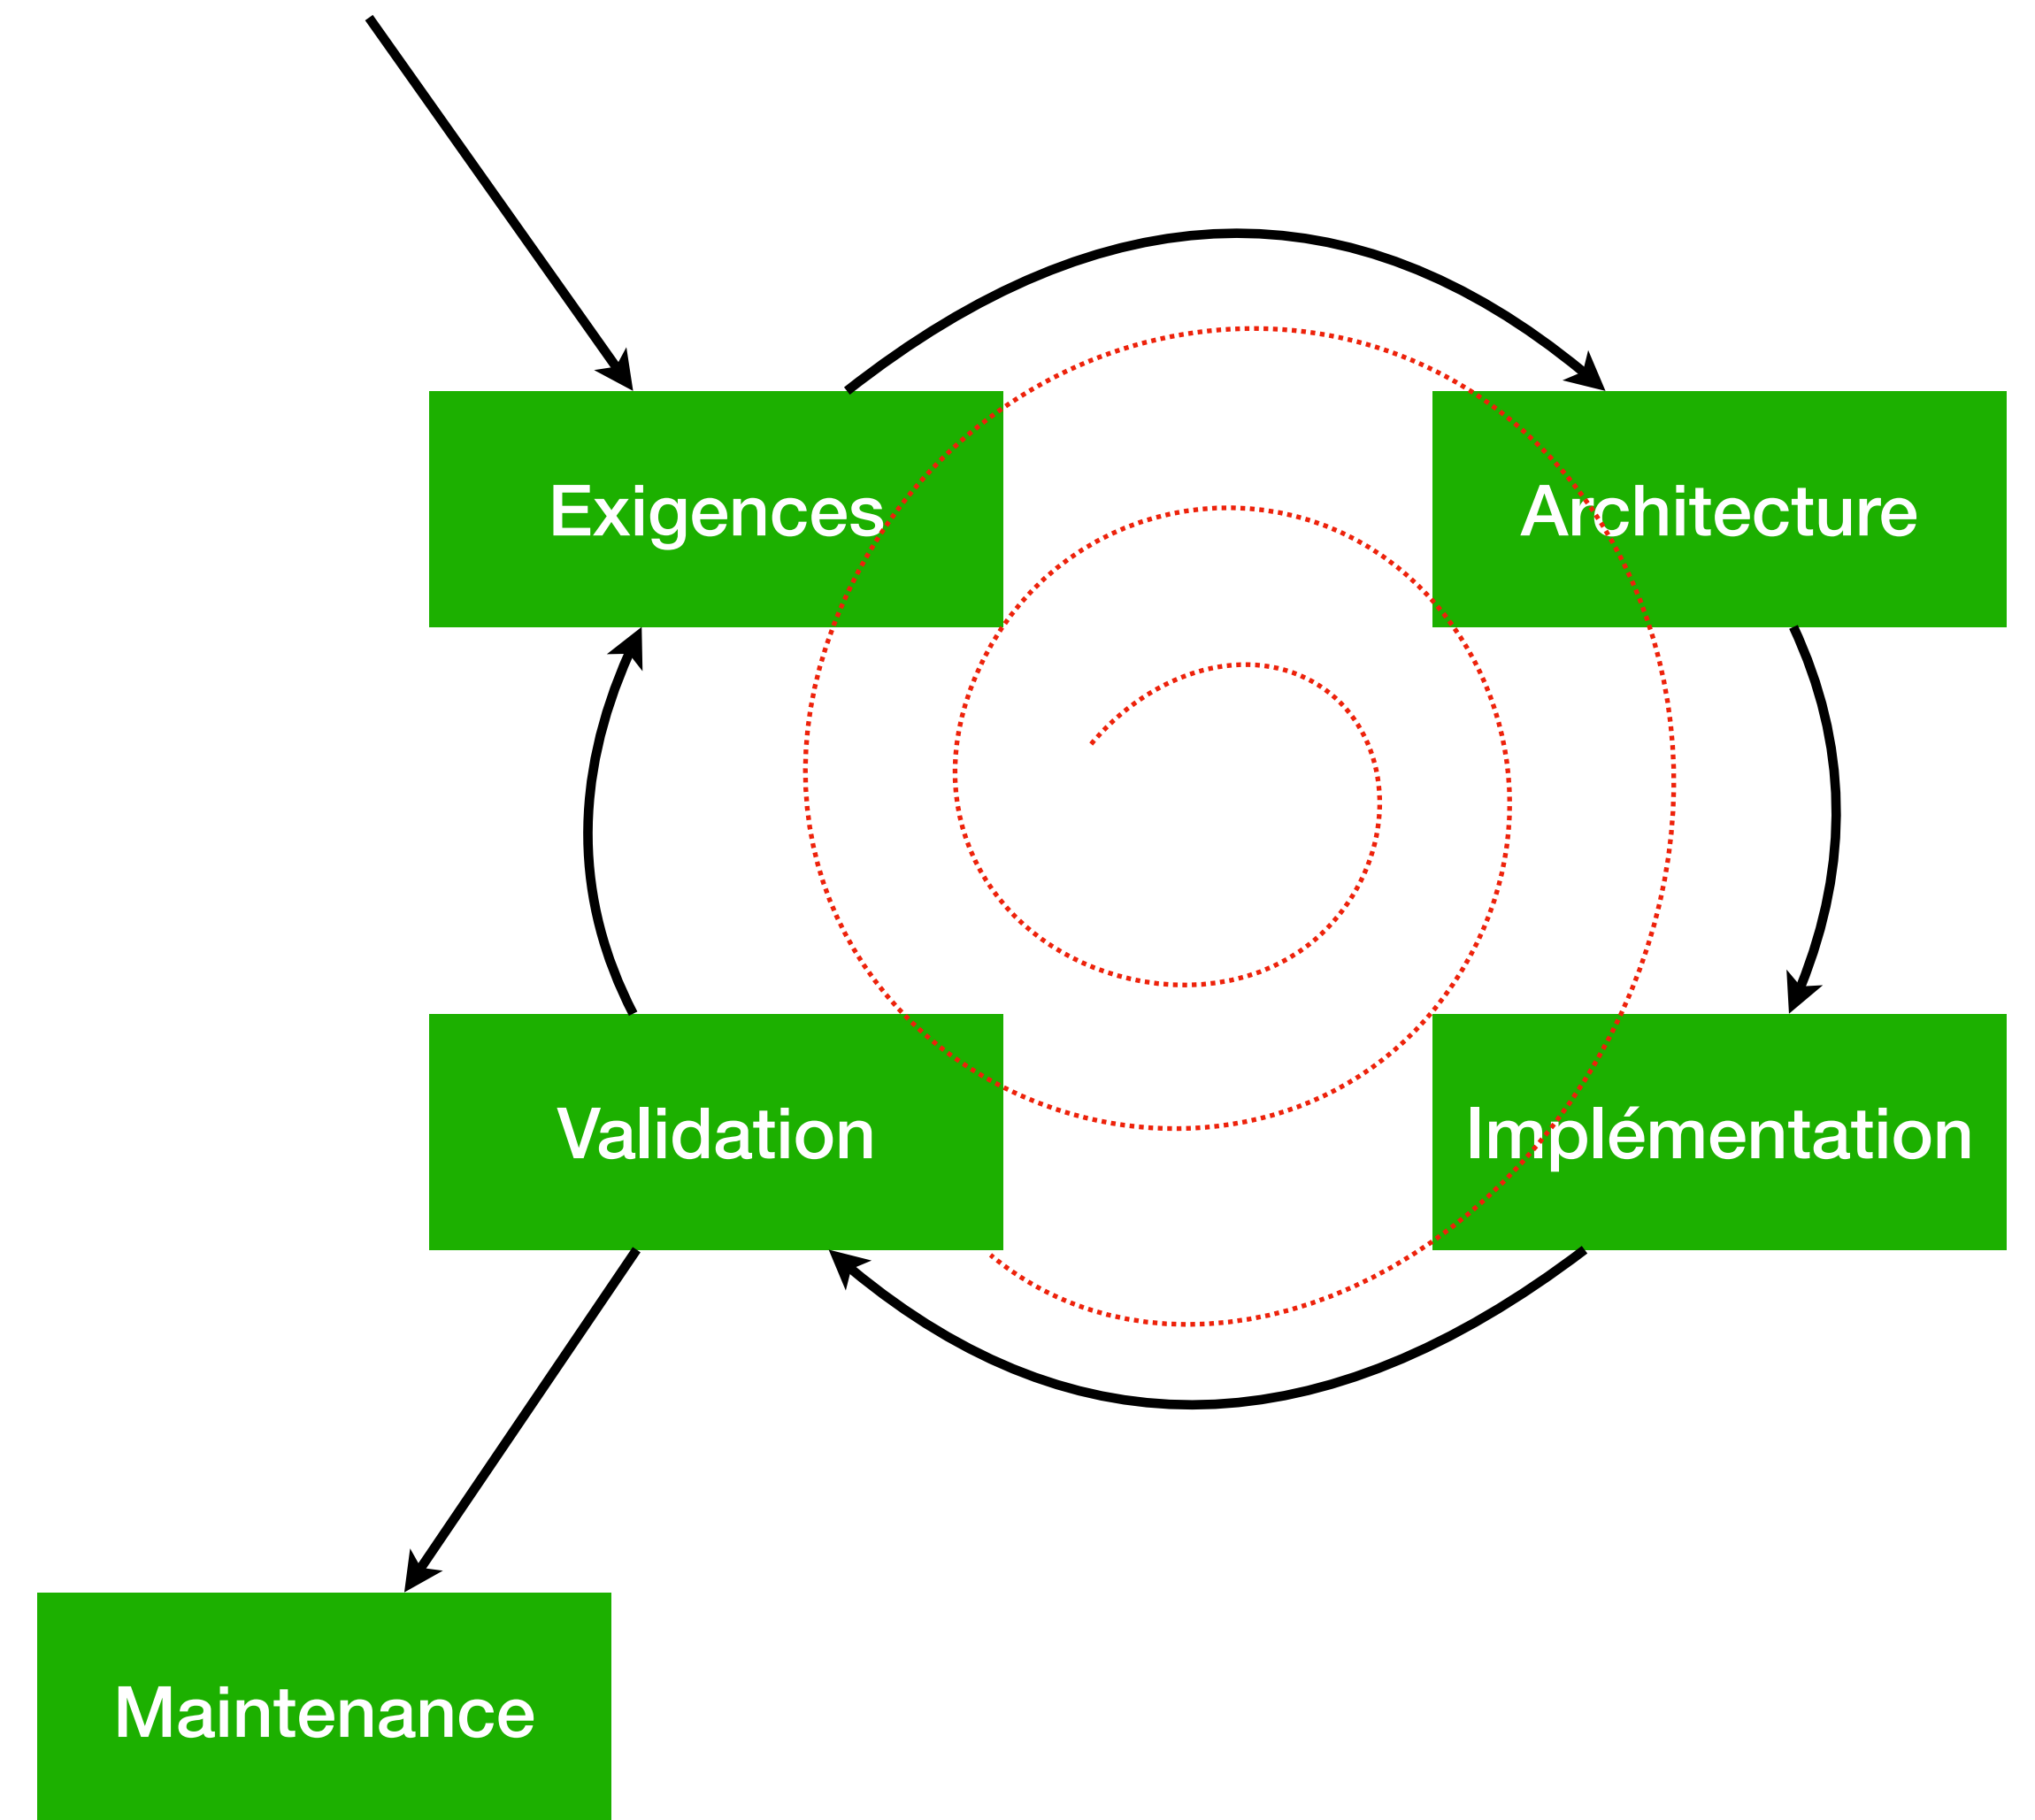 Exigences
Architecture
Validation
Implémentation
Maintenance